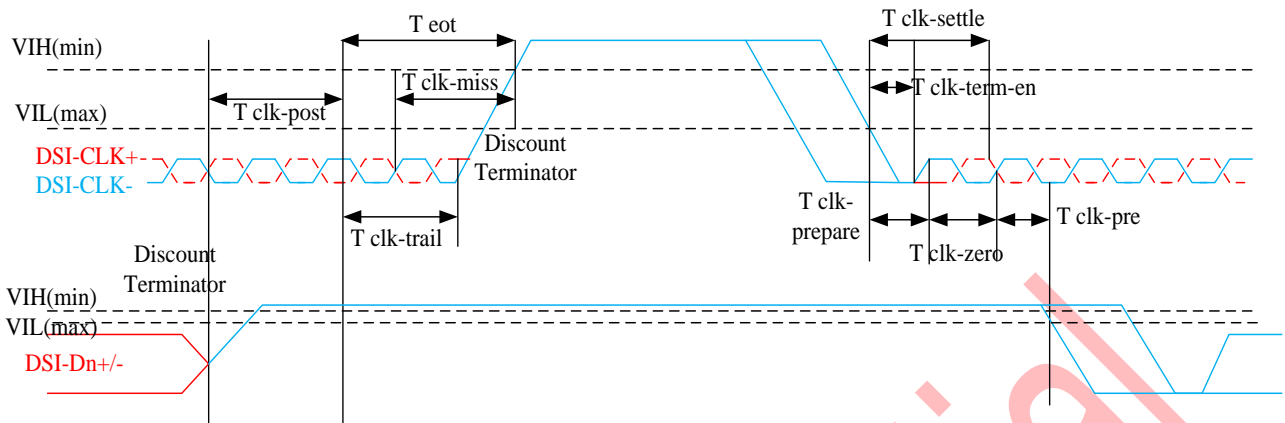 T eot
T clk-settle
VIH(min)
T clk-miss
T clk-term-en
VIL(max)
T clk-post
Discount
Terminator
DSI-CLK+
DSI-CLK-
T clk-
prepare
T clk-pre
T clk-trail
T clk-zero
Discount
Terminator
VIH(min)
VIL(max)
DSI-Dn+/-